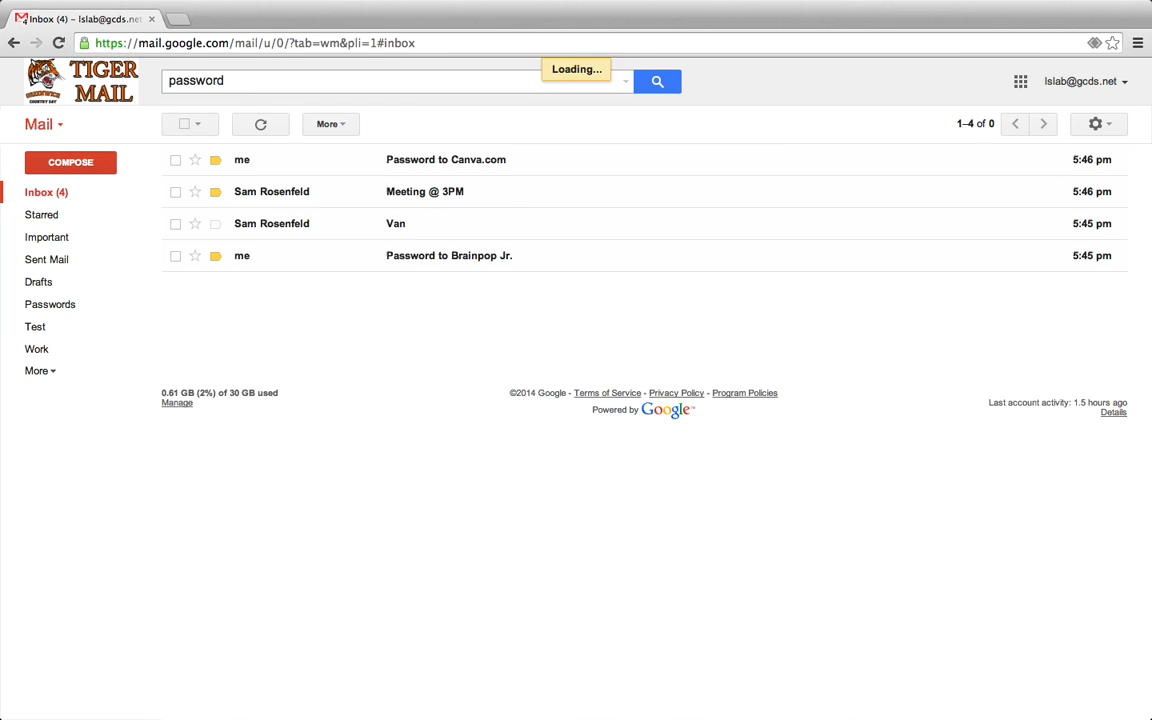 Inbox (4) – lslab@gcds.net
https://mail.google.com/mail/u/0/?tab=wm&pli=1#inbox
TIGER
MAIL
GREENWICH
COUNTRY DAY
password
Loading...
lslab@gcds.net
Mail
More
1–4 of 0
COMPOSE
me Password to Canva.com 5:46 pm
Inbox (4)
Sam Rosenfeld Meeting @ 3PM 5:46 pm
Starred
Sam Rosenfeld Van 5:45 pm
Important
me Password to Brainpop Jr. 5:45 pm
Sent Mail
Drafts
Passwords
Test
Work
More
0.61 GB (2%) of 30 GB used
Manage
©2014 Google - Terms of Service - Privacy Policy - Program Policies
Powered by Google™
Last account activity: 1.5 hours ago
Details